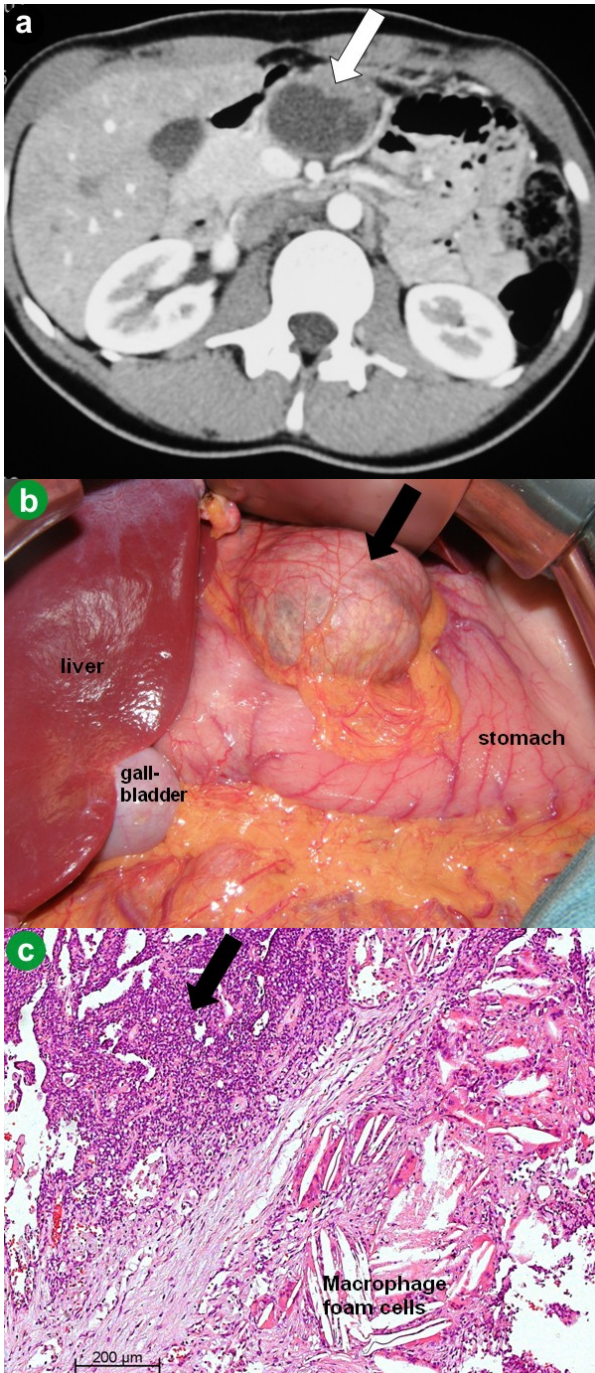 a
b
liver
gall-
bladder
stomach
c
Macrophage
foam cells
200 µm